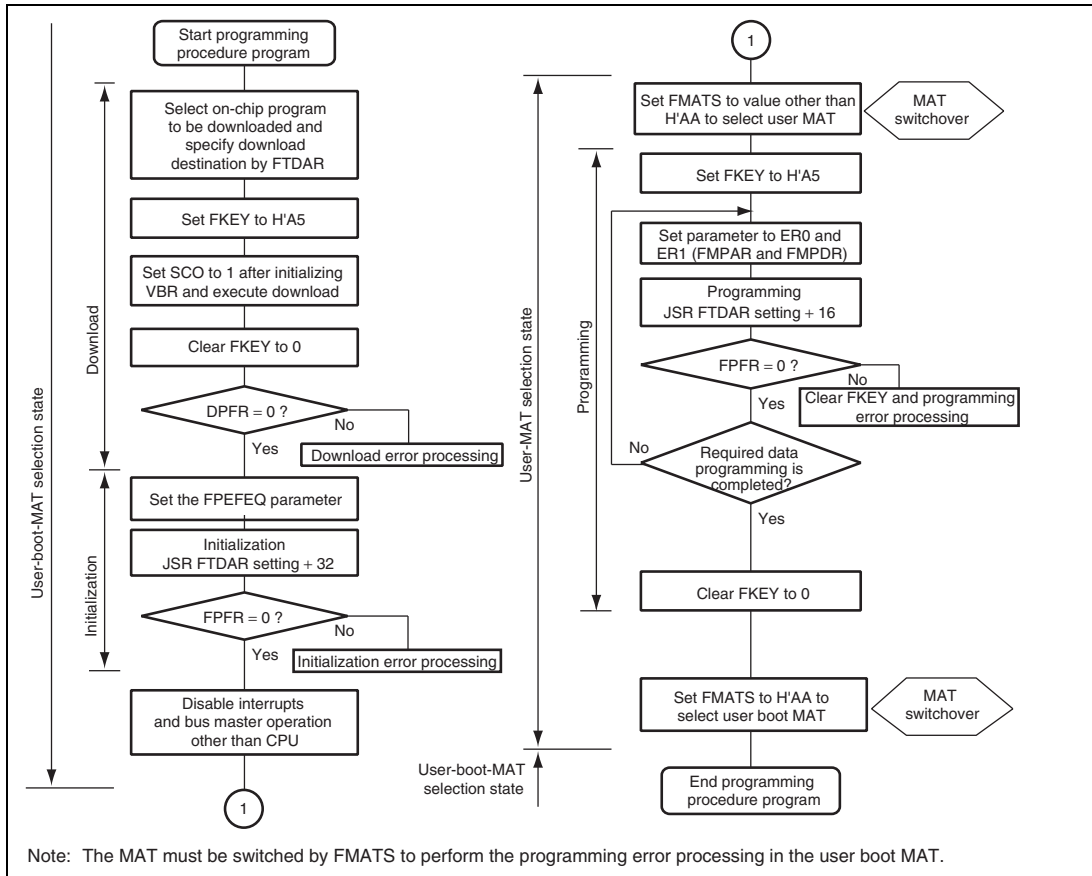 Start programming
procedure program
Select on-chip program
to be downloaded and
specify download
destination by FTDAR
Set FKEY to H'A5
Set SCO to 1 after initializing
VBR and execute download
Clear FKEY to 0
DPFR = 0 ?
No
Yes
Download error processing
Set the FPEFEQ parameter
Initialization
JSR FTDAR setting + 32
FPFR = 0 ?
No
Yes
Initialization error processing
Disable interrupts
and bus master operation
other than CPU
1
Download
Initialization
User-boot-MAT selection state
1
Set FMATS to value other than
H'AA to select user MAT
MAT
switchover
Set FKEY to H'A5
Set parameter to ER0 and
ER1 (FMPAR and FMPDR)
Programming
JSR FTDAR setting + 16
FPFR = 0 ?
No
Yes
Clear FKEY and programming
error processing
No
Required data
programming is
completed?
Yes
Clear FKEY to 0
Set FMATS to H'AA to
select user boot MAT
MAT
switchover
End programming
procedure program
Programming
User-MAT selection state
User-boot-MAT
selection state
Note: The MAT must be switched by FMATS to perform the programming error processing in the user boot MAT.